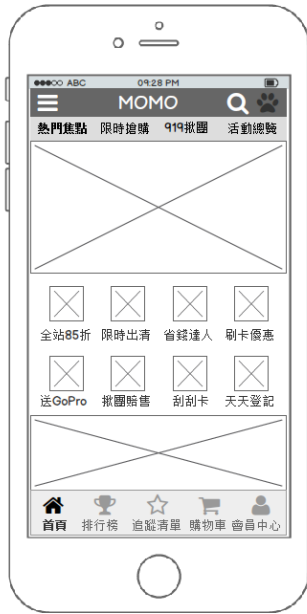 ABC 09:28 PM
MOMO
熱門焦點 限時搶購 919揪團 活動總覽
全站85折 限時出清 省錢達人 刷卡優惠
送GoPro 揪團賠售 刮刮卡 天天登記
首頁 排行榜 追蹤清單 購物車 會員中心